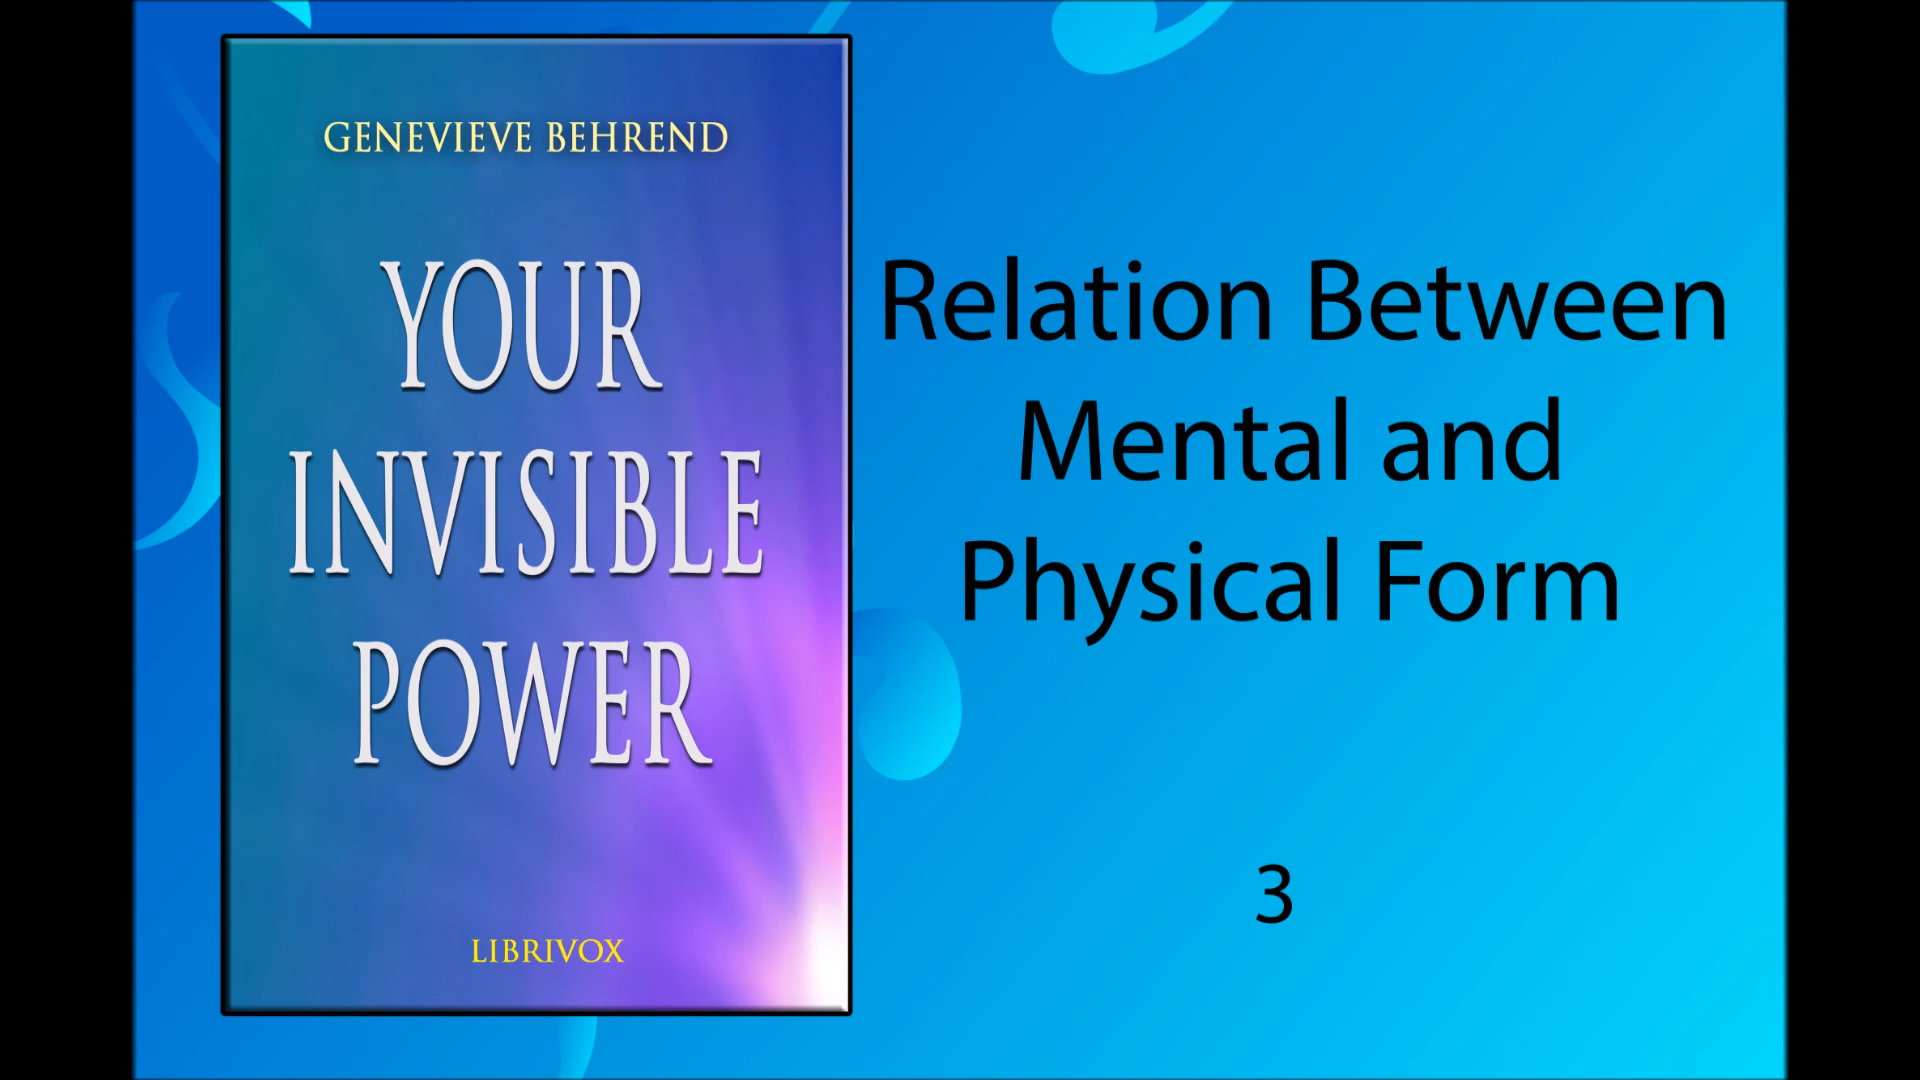 GENEVIEVE BEHREND
YOUR
INVISIBLE
POWER
LIBRIVOX
Relation Between
Mental and
Physical Form
3